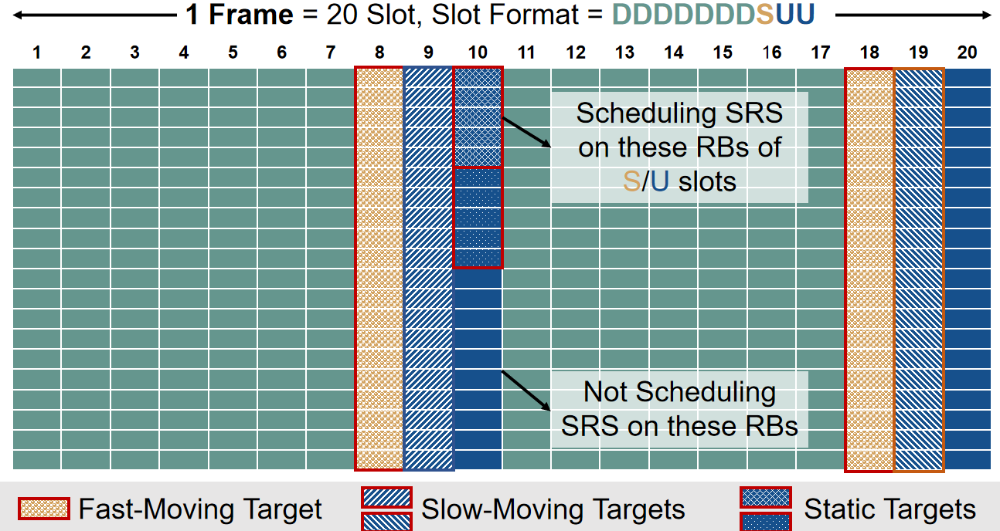 1 Frame = 20 Slot, Slot Format = DDDDDDDSUU
1 2 3 4 5 6 7 8 9 10 11 12 13 14 15 16 17 18 19 20
Scheduling SRS
on these RBs of
S/U slots
Not Scheduling
SRS on these RBs
Fast-Moving Target Slow-Moving Targets Static Targets